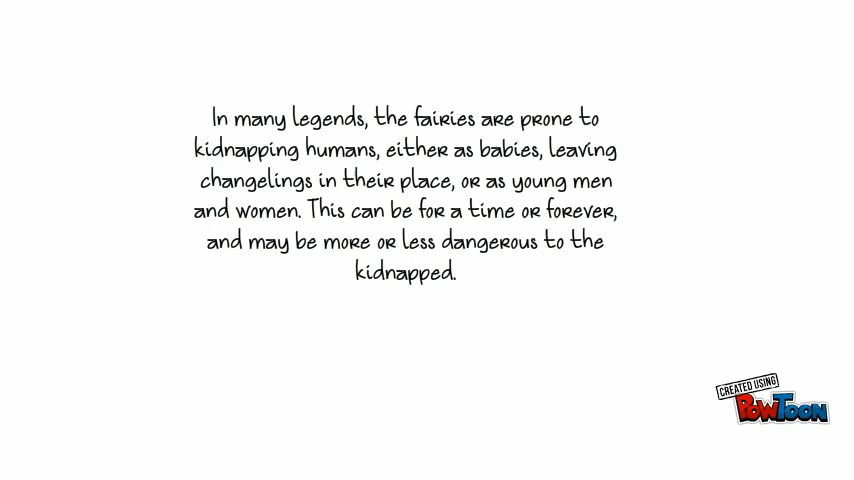 In many legends, the fairies are prone to
kidnapping humans, either as babies, leaving
changelings in their place, or as young men
and women. This can be for a time or forever,
and may be more or less dangerous to the
kidnapped.
CREATED USING
POWTOON